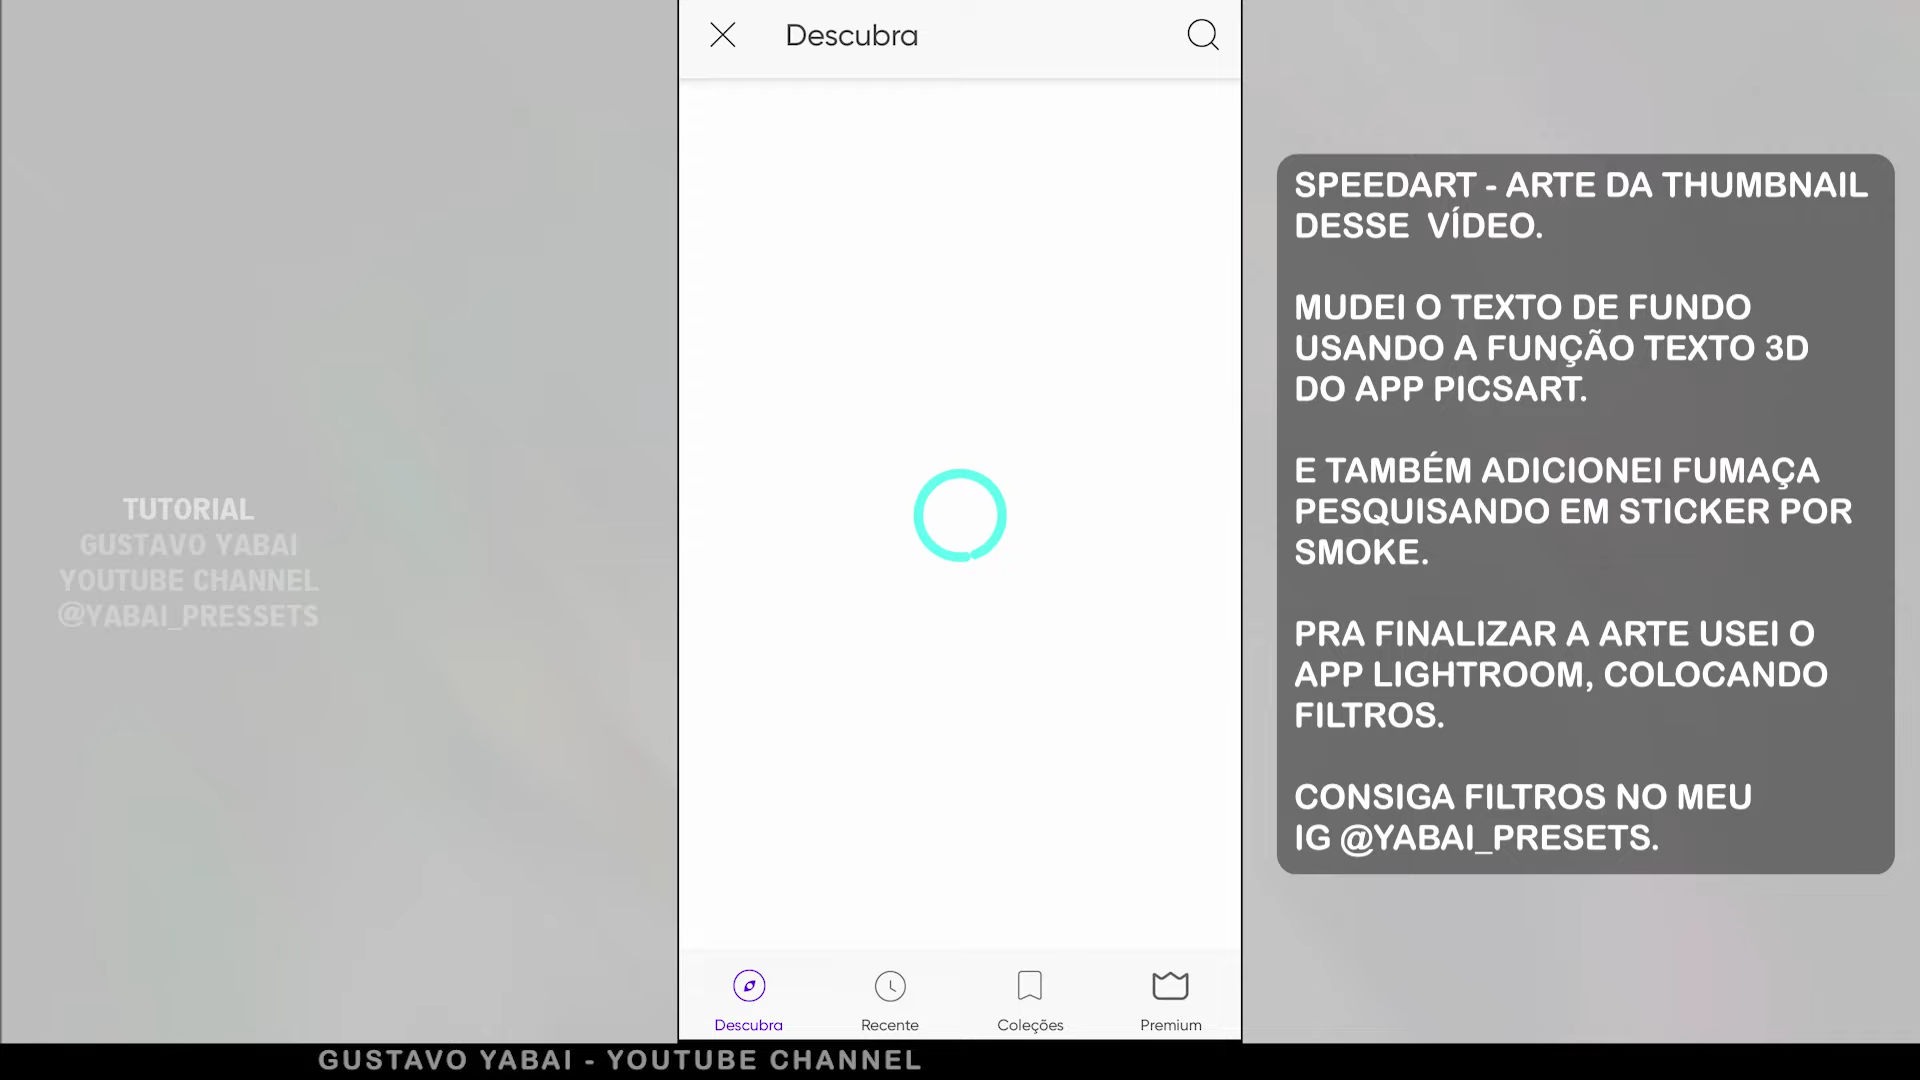 Descubra
SPEEDART - ARTE DA THUMBNAIL
DESSE VÍDEO.
MUDEI O TEXTO DE FUNDO
USANDO A FUNÇÃO TEXTO 3D
DO APP PICSART.
E TAMBÉM ADICIONEI FUMAÇA
PESQUISANDO EM STICKER POR
SMOKE.
PRA FINALIZAR A ARTE USEI O
APP LIGHTROOM, COLOCANDO
FILTROS.
CONSIGA FILTROS NO MEU
IG @YABAI_PRESETS.
TUTORIAL
GUSTAVO YABAI
YOUTUBE CHANNEL
@YABAI_PRESSETS
Descubra
Recente
Coleções
Premium
GUSTAVO YABAI - YOUTUBE CHANNEL